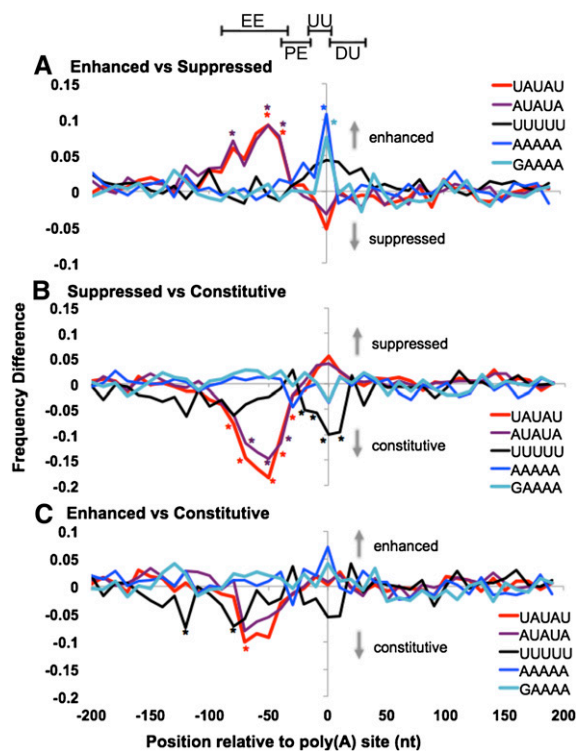 EE UU
PE DU
A Enhanced vs Suppressed
0.15
0.1
0.05
0
-0.05
-0.1
enhanced
suppressed
UAUAU
AUAUA
UUUUU
AAAAA
GAAAA
* * * * * *
B Suppressed vs Constitutive
Frequency Difference
0.15
0.1
0.05
0
-0.05
-0.1
-0.15
-0.2
suppressed
constitutive
UAUAU
AUAUA
UUUUU
AAAAA
GAAAA
C Enhanced vs Constitutive
0.1
0.05
0
-0.05
-0.1
-0.15
-0.2
enhanced
constitutive
UAUAU
AUAUA
UUUUU
AAAAA
GAAAA
-200 -150 -100 -50 0 50 100 150 200
Position relative to poly(A) site (nt)